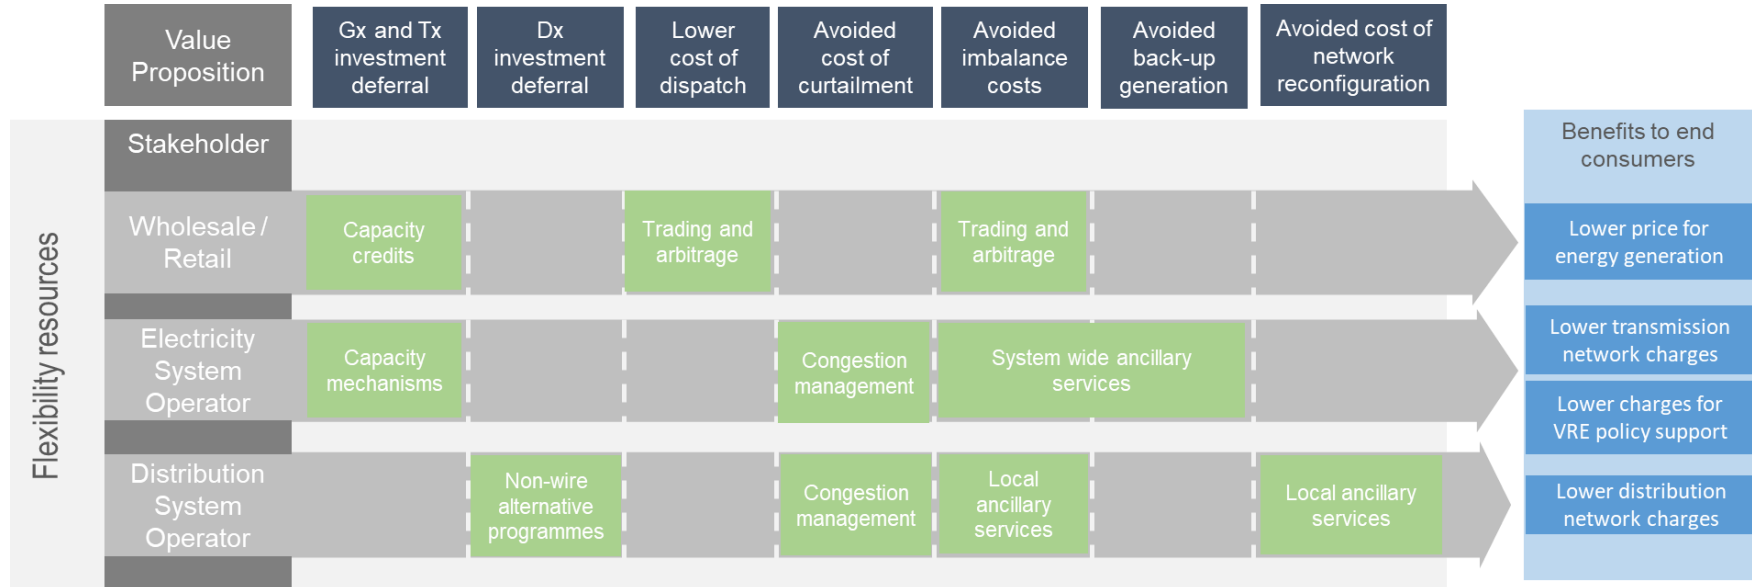 Value
Proposition
Gx and Tx
investment
deferral
Dx
investment
deferral
Lower
cost of
dispatch
Avoided
cost of
curtailment
Avoided
imbalance
costs
Avoided
back-up
generation
Avoided cost of
network
reconfiguration
Flexibility resources
Stakeholder
Benefits to end
consumers
Wholesale /
Retail
Capacity
credits
Trading and
arbitrage
Trading and
arbitrage
Lower price for
energy generation
Electricity
System
Operator
Capacity
mechanisms
Congestion
management
System wide ancillary
services
Lower transmission
network charges
Lower charges for
VRE policy support
Distribution
System
Operator
Non-wire
alternative
programmes
Congestion
management
Local
ancillary
services
Local ancillary
services
Lower distribution
network charges